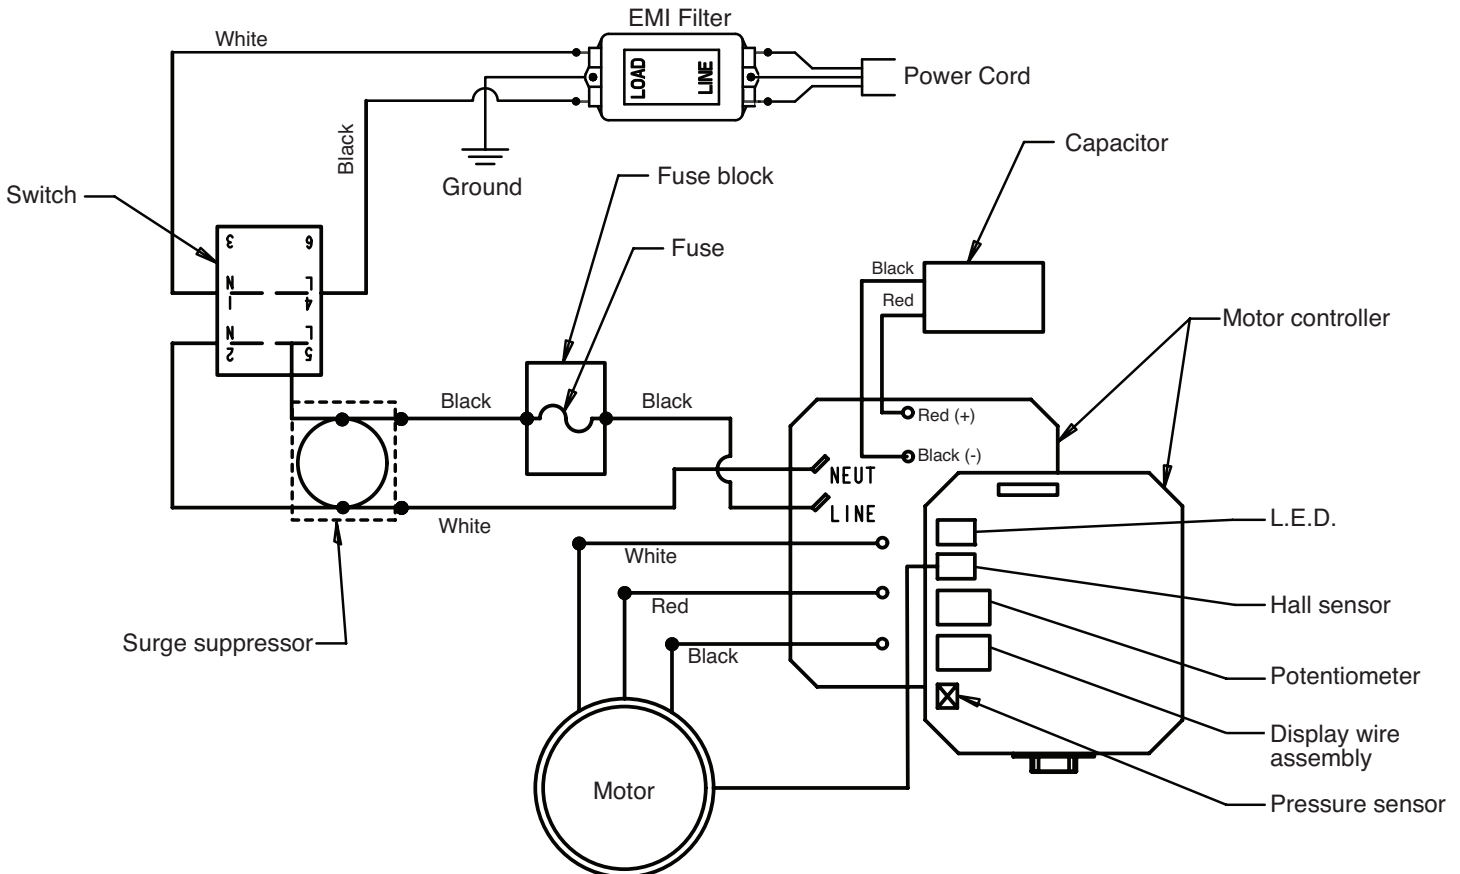 EMI Filter
White
LOAD
LINE
Power Cord
Black
Ground
Capacitor
Fuse block
Switch
Fuse
3
6
N
L
1
4
N
L
2
5
Black
Red
Motor controller
Black
Black
Red (+)
Black (-)
NEUT
LINE
White
L.E.D.
White
Red
Hall sensor
Surge suppressor
Black
Potentiometer
Display wire
assembly
Motor
Pressure sensor